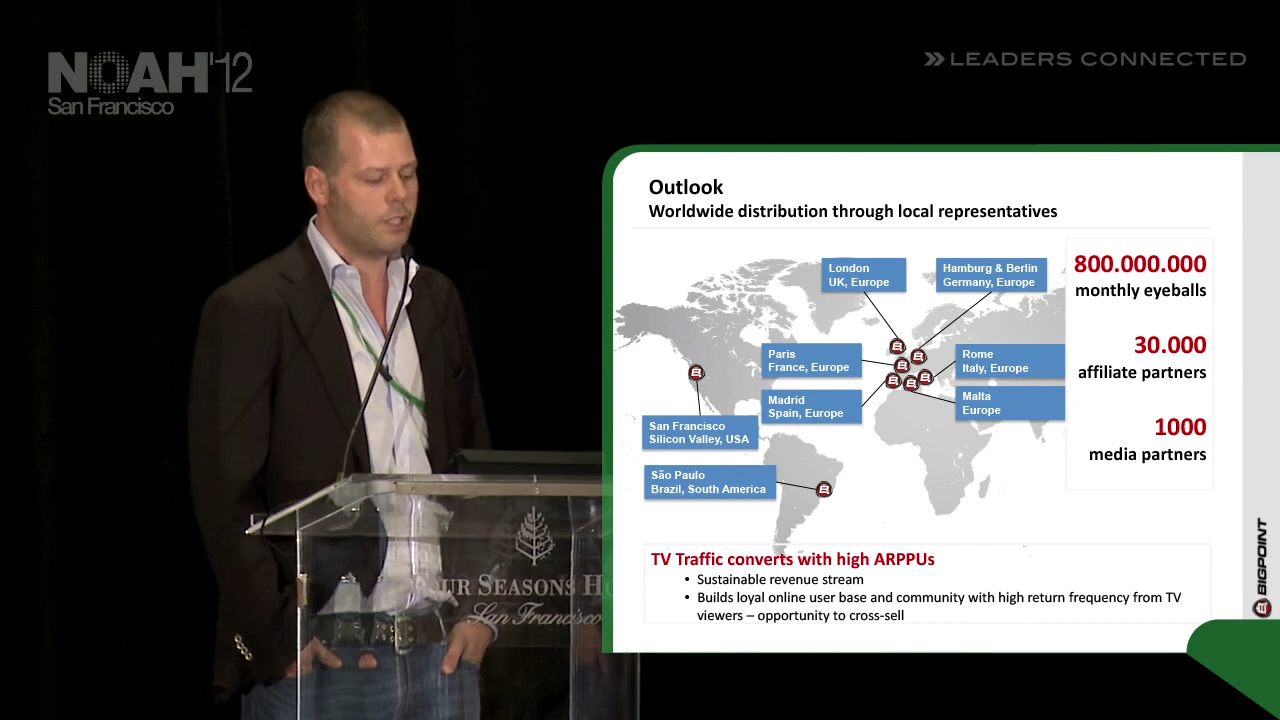 NOAH'12
San Francisco
LEADERS CONNECTED
Outlook
Worldwide distribution through local representatives
London
UK, Europe
Hamburg & Berlin
Germany, Europe
800.000.000
monthly eyeballs
Paris
France, Europe
Rome
Italy, Europe
30.000
affiliate partners
Madrid
Spain, Europe
Malta
Europe
San Francisco
Silicon Valley, USA
1000
media partners
São Paulo
Brazil, South America
TV Traffic converts with high ARPPUs
• Sustainable revenue stream
• Builds loyal online user base and community with high return frequency from TV
viewers – opportunity to cross-sell
BIGPOINT
UR SEASONS HO
San Francisco